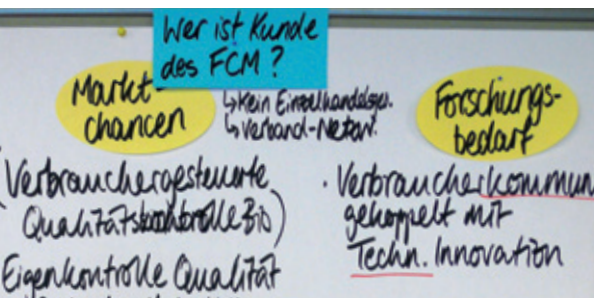 Wer ist Kunde
des FCM?
Markt-
chancen
↳Kein Einzelhandelsges.
↳Verband-Netzw.
Forschungs-
bedarf
(Verbrauchergesteuerte
Qualitätskontrolle Bio)
Eigenkontrolle Qualität
· Verbraucherkommun
gekoppelt mit
Techn. Innovation